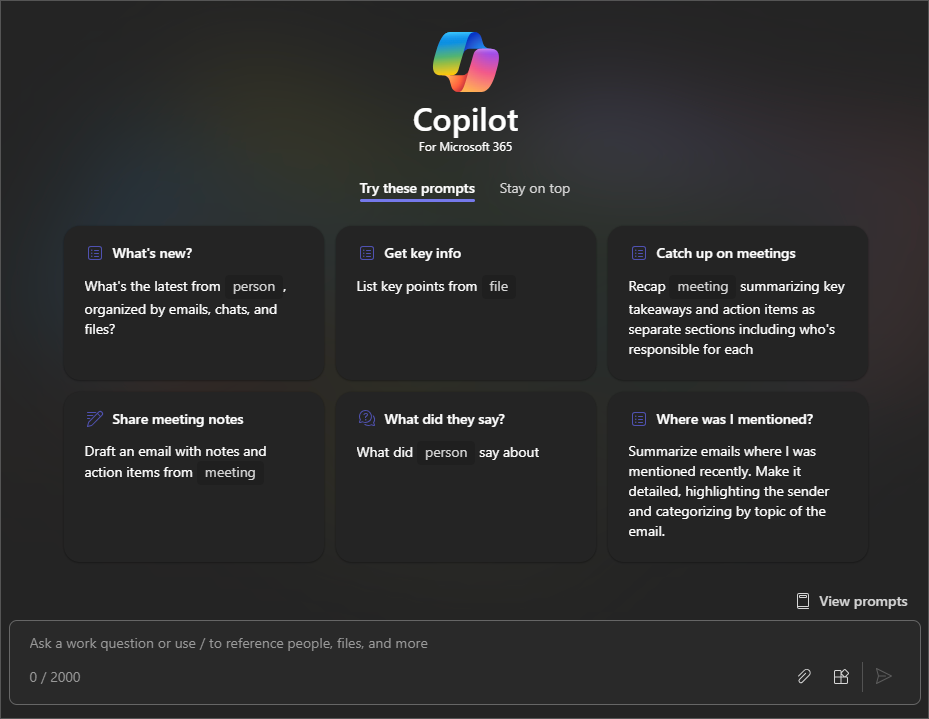 Copilot
For Microsoft 365
Try these prompts
Stay on top
What's new?
What's the latest from person ,
organized by emails, chats, and
files?
Get key info
List key points from file
Catch up on meetings
Recap meeting summarizing key
takeaways and action items as
separate sections including who's
responsible for each
Share meeting notes
Draft an email with notes and
action items from meeting
What did they say?
What did person say about
Where was I mentioned?
Summarize emails where I was
mentioned recently. Make it
detailed, highlighting the sender
and categorizing by topic of the
email.
View prompts
Ask a work question or use / to reference people, files, and more
0 / 2000